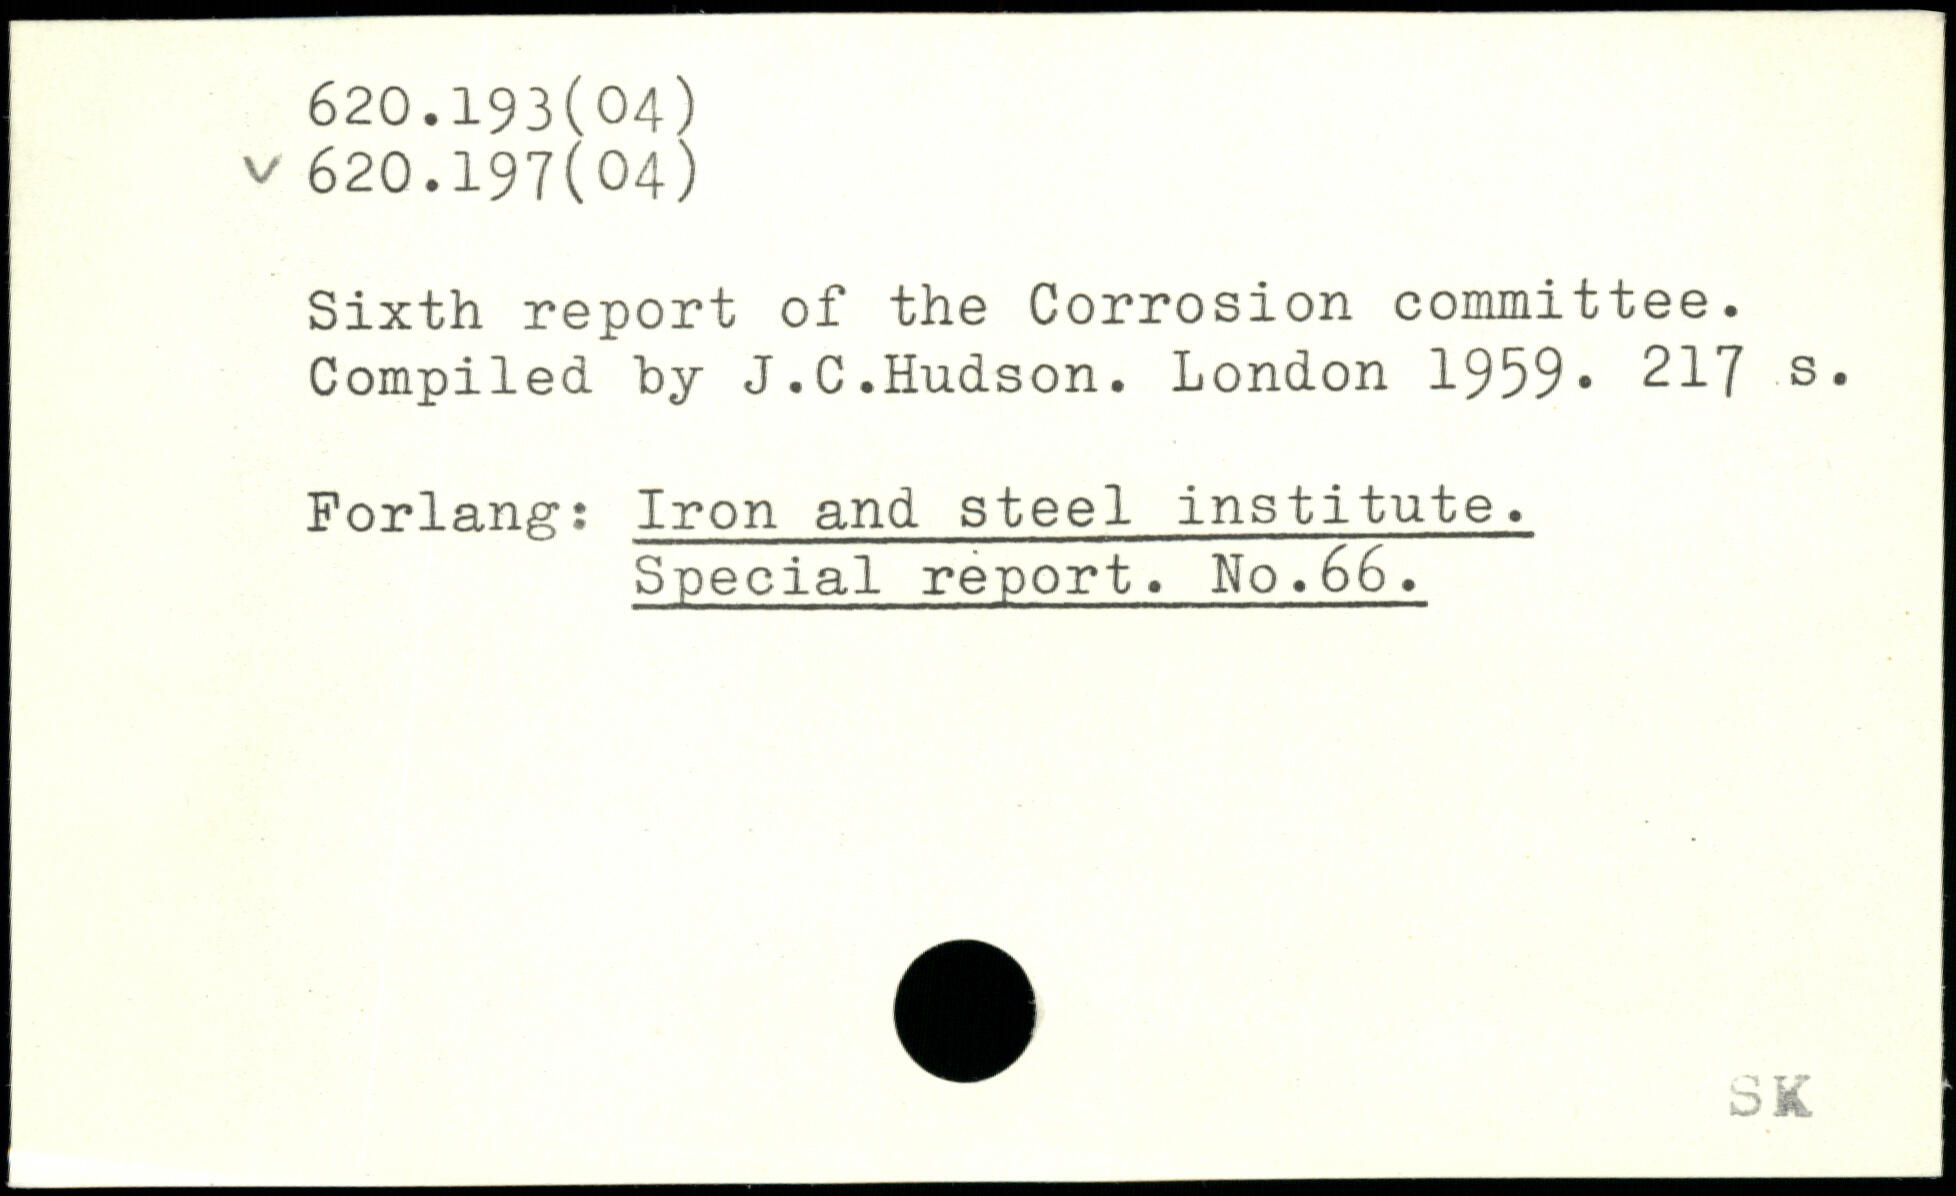 620.193(04)
v 620.197(04)
Sixth report of the Corrosion committee.
Compiled by J.C.Hudson. London 1959. 217 s.
Forlang: Iron and steel institute.
Special report. No.66.
SK